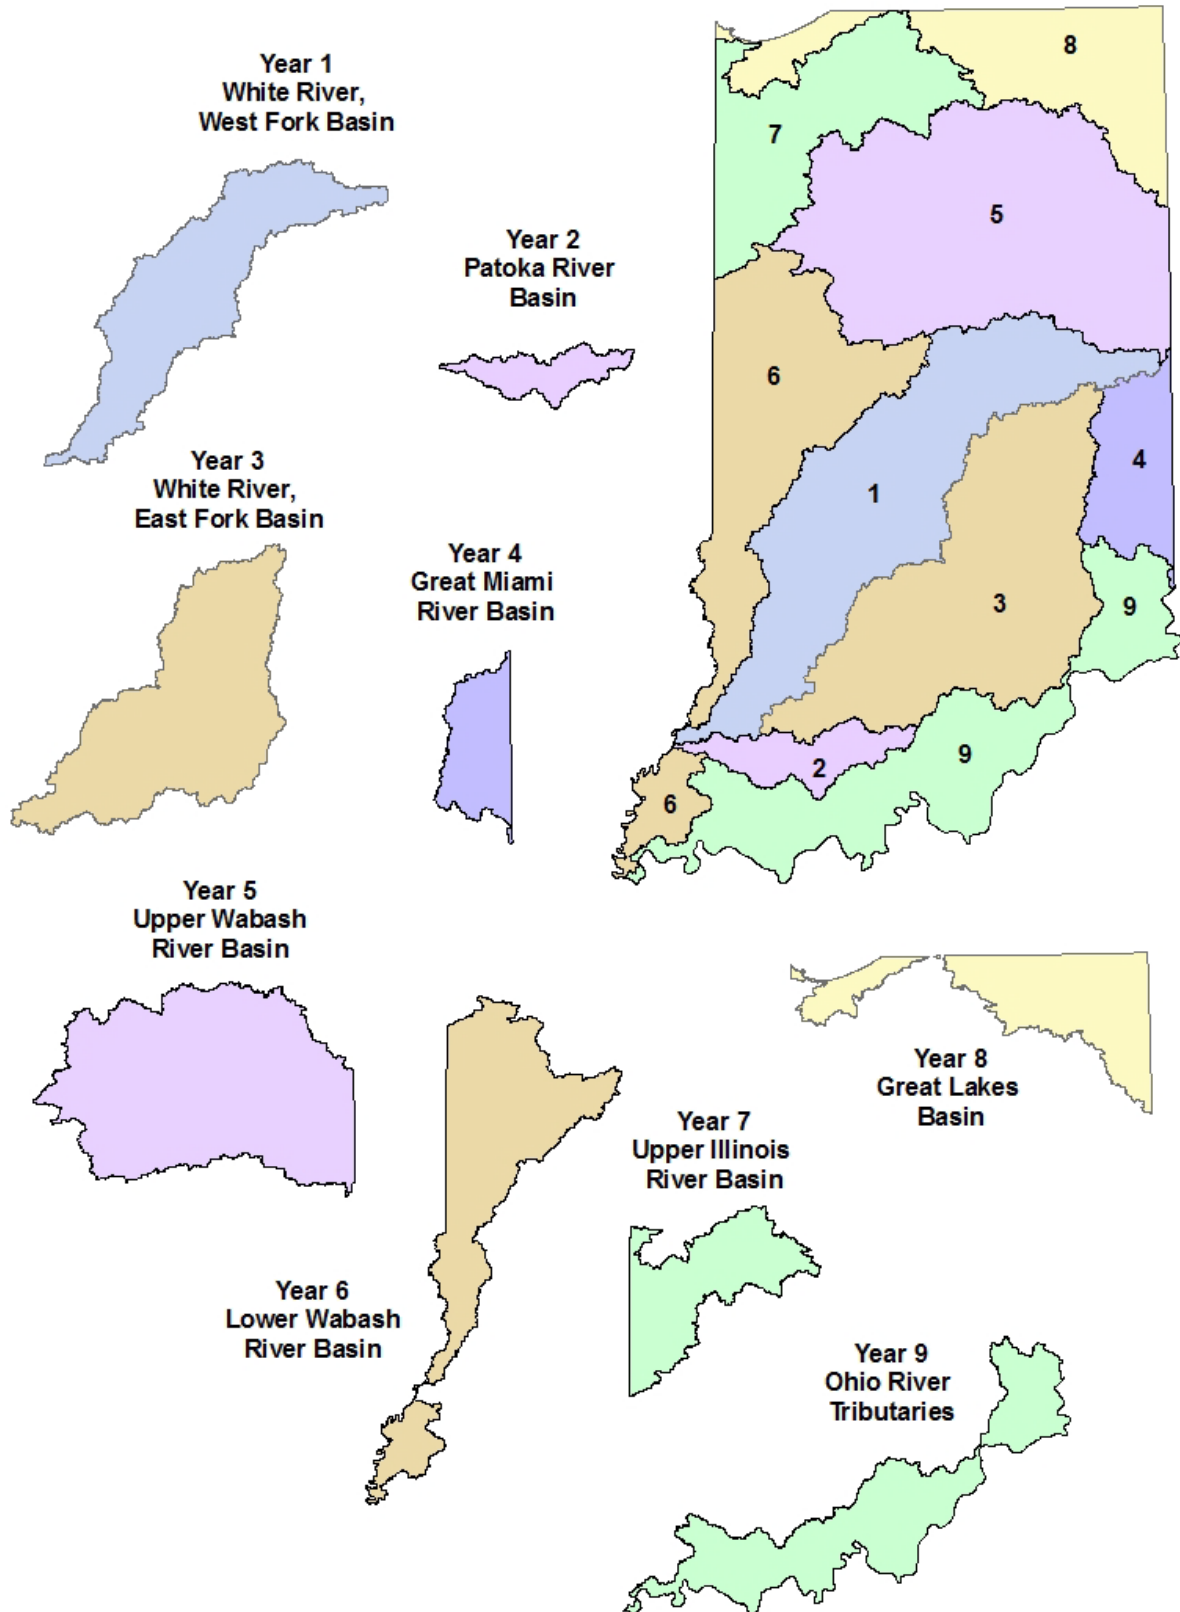 Year 1
White River,
West Fork Basin
Year 2
Patoka River
Basin
Year 3
White River,
East Fork Basin
Year 4
Great Miami
River Basin
8
7
5
6
1
4
3
9
2
9
6
Year 5
Upper Wabash
River Basin
Year 6
Lower Wabash
River Basin
Year 7
Upper Illinois
River Basin
Year 8
Great Lakes
Basin
Year 9
Ohio River
Tributaries